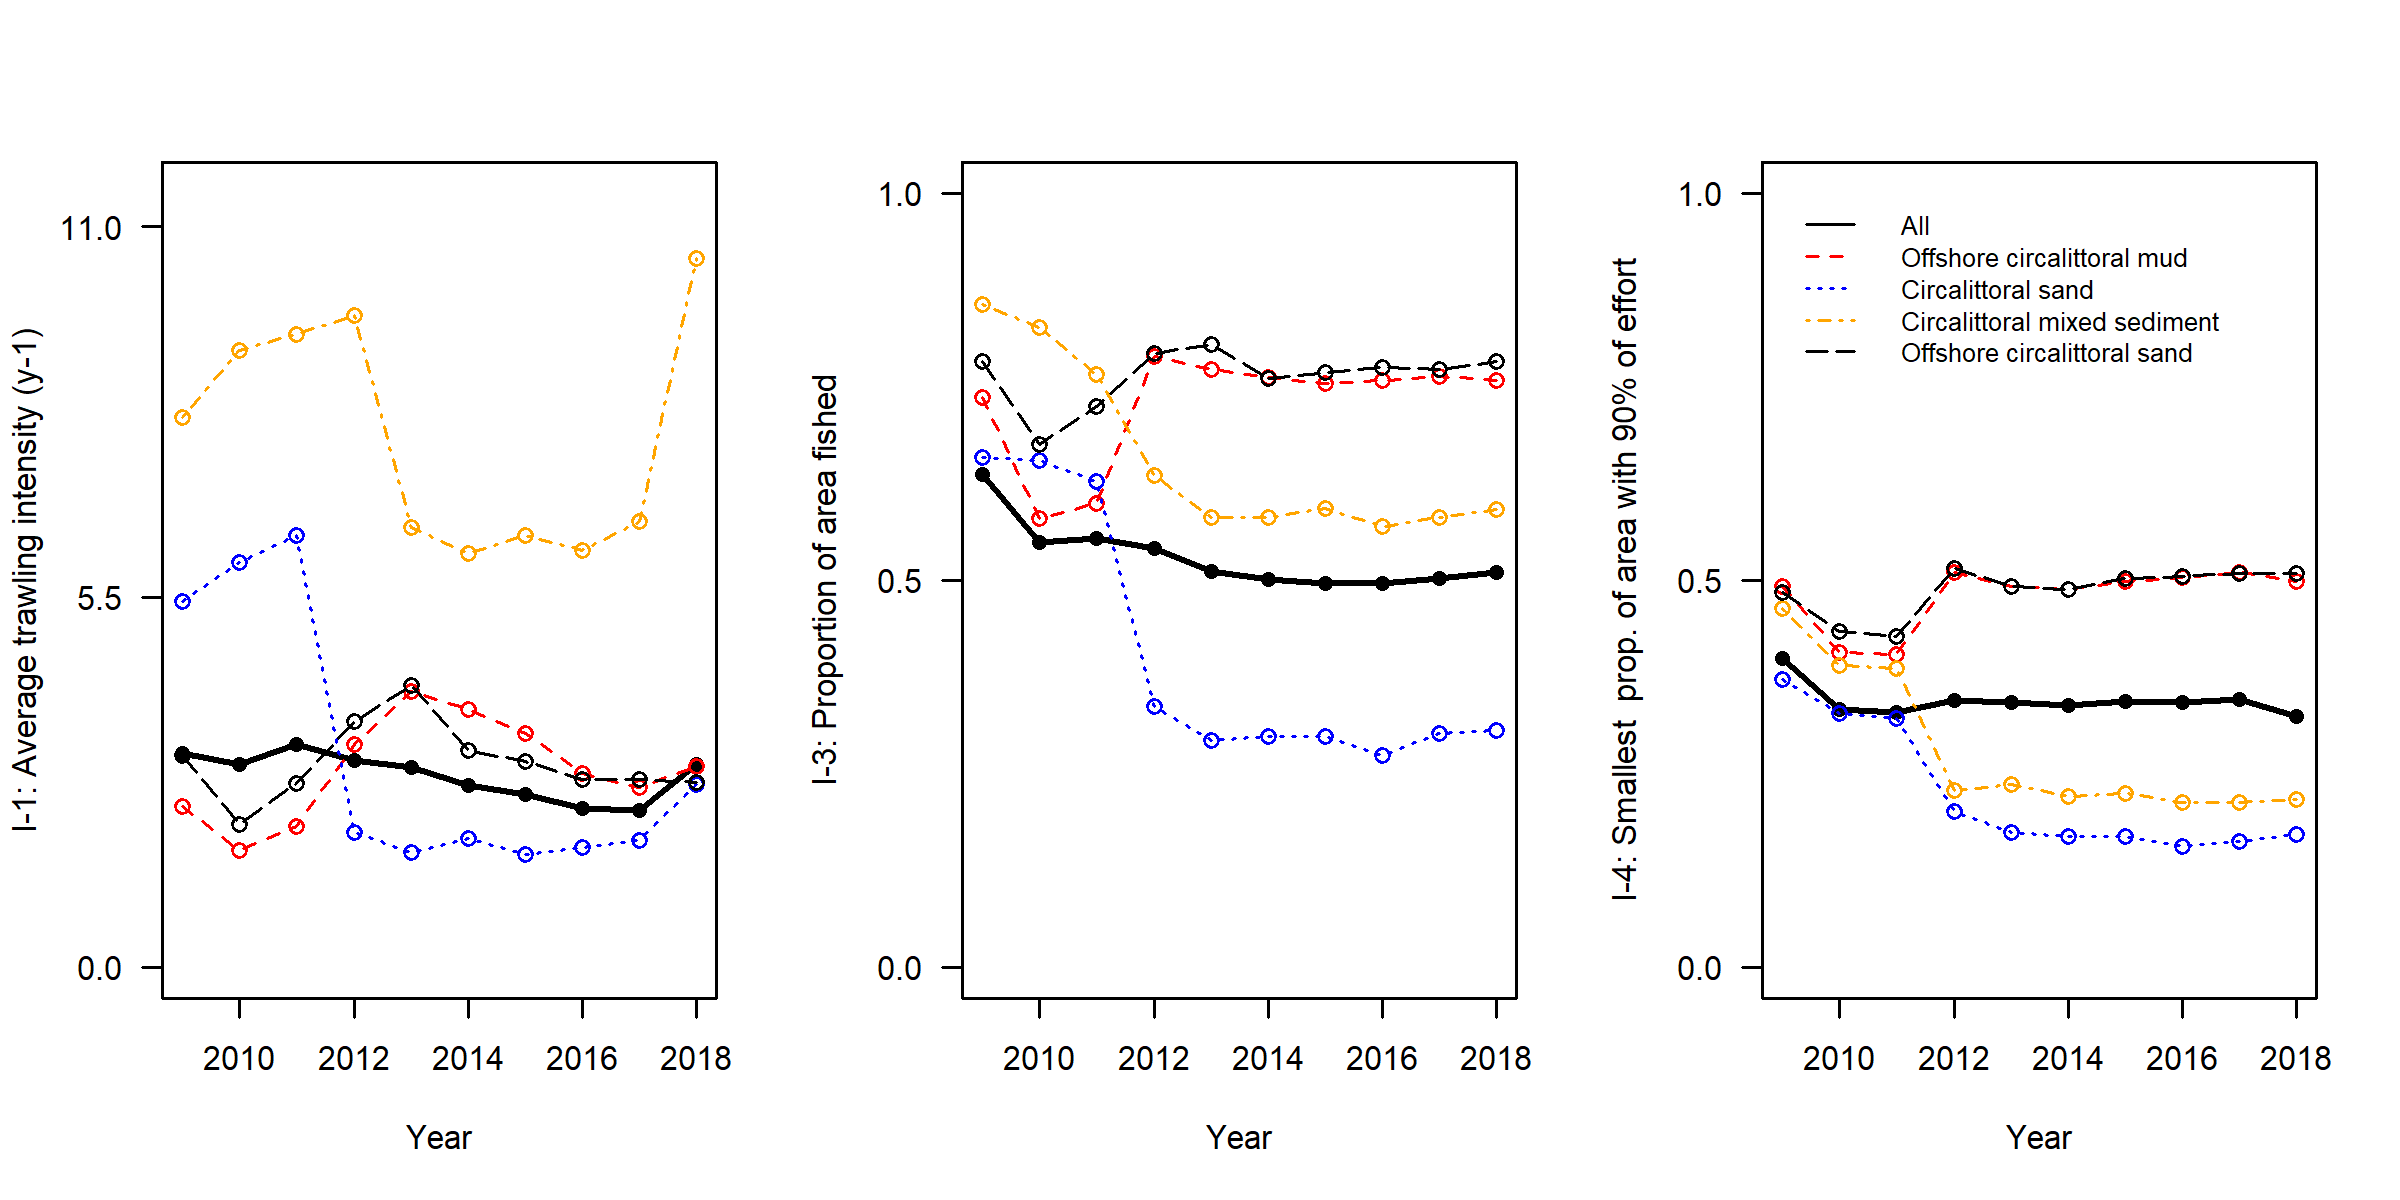 I-1: Average trawling intensity (y-1)
11.0
5.5
0.0
2010 2012 2014 2016 2018
Year
I-3: Proportion of area fished
1.0
0.5
0.0
2010 2012 2014 2016 2018
Year
I-4: Smallest prop. of area with 90% of effort
1.0
0.5
0.0
All
Offshore circalittoral mud
Circalittoral sand
Circalittoral mixed sediment
Offshore circalittoral sand
2010 2012 2014 2016 2018
Year